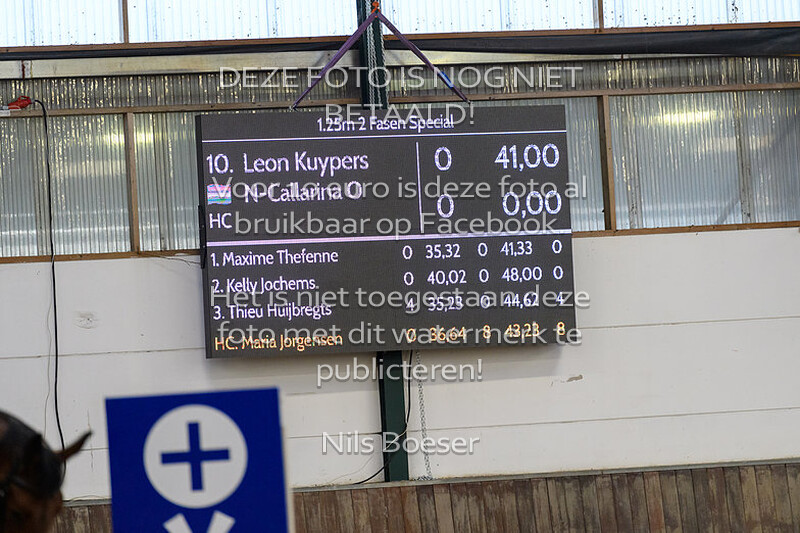 DEZE FOTO IS NOG NIET
BETAALD!
1.25m 2 Fasen Special
10. Leon Kuypers 0 41,00
N-Callarina O 0 0,00
HC
Voor 1 euro is deze foto al
bruikbaar op Facebook
1. Maxime Thefenne 0 35,32 0 41,33 0
2. Kelly Jochems 0 40,02 0 48,00 0
3. Thieu Huijbregts 4 35,23 0 44,62 4
HC. Maria Jorgensen 0 36,64 8 43,23 8
Het is niet toegestaan deze
foto met dit watermerk te
publiceren!
Nils Boeser